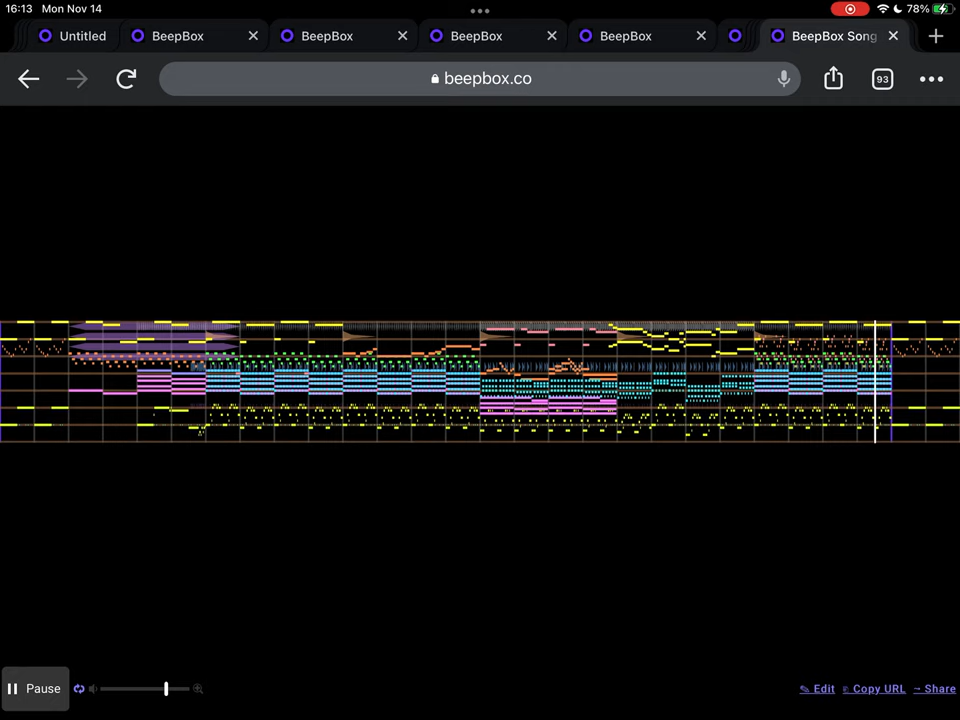 16:13 Mon Nov 14 78%
Untitled BeepBox BeepBox BeepBox BeepBox BeepBox Song
beepbox.co 93
Pause Edit Copy URL → Share